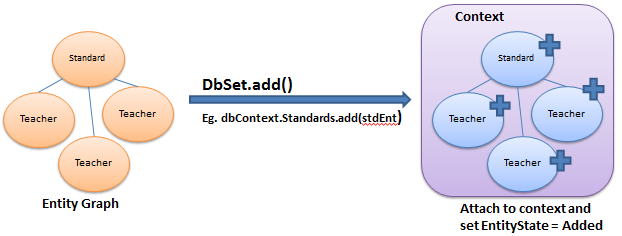 Context
Standard
Teacher
Teacher
Teacher
Entity Graph
DbSet.add()
Eg. dbContext.Standards.add(stdEnt)
Standard
Teacher
Teacher
Teacher
Attach to context and
set EntityState = Added